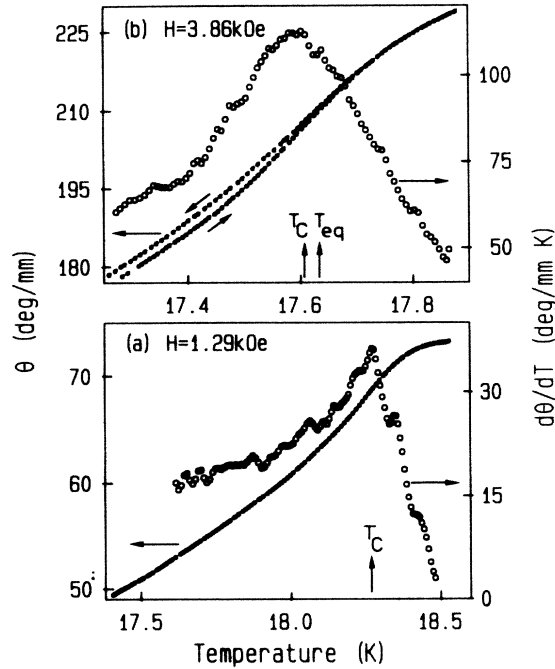 (b) H=3.86kOe
225
210
195
180
100
75
50
T_C T_eq
17.4 17.6 17.8
θ (deg/mm)
dθ/dT (deg/mm K)
(a) H=1.29kOe
70
60
50
30
15
0
T_C
17.5 18.0 18.5
Temperature (K)